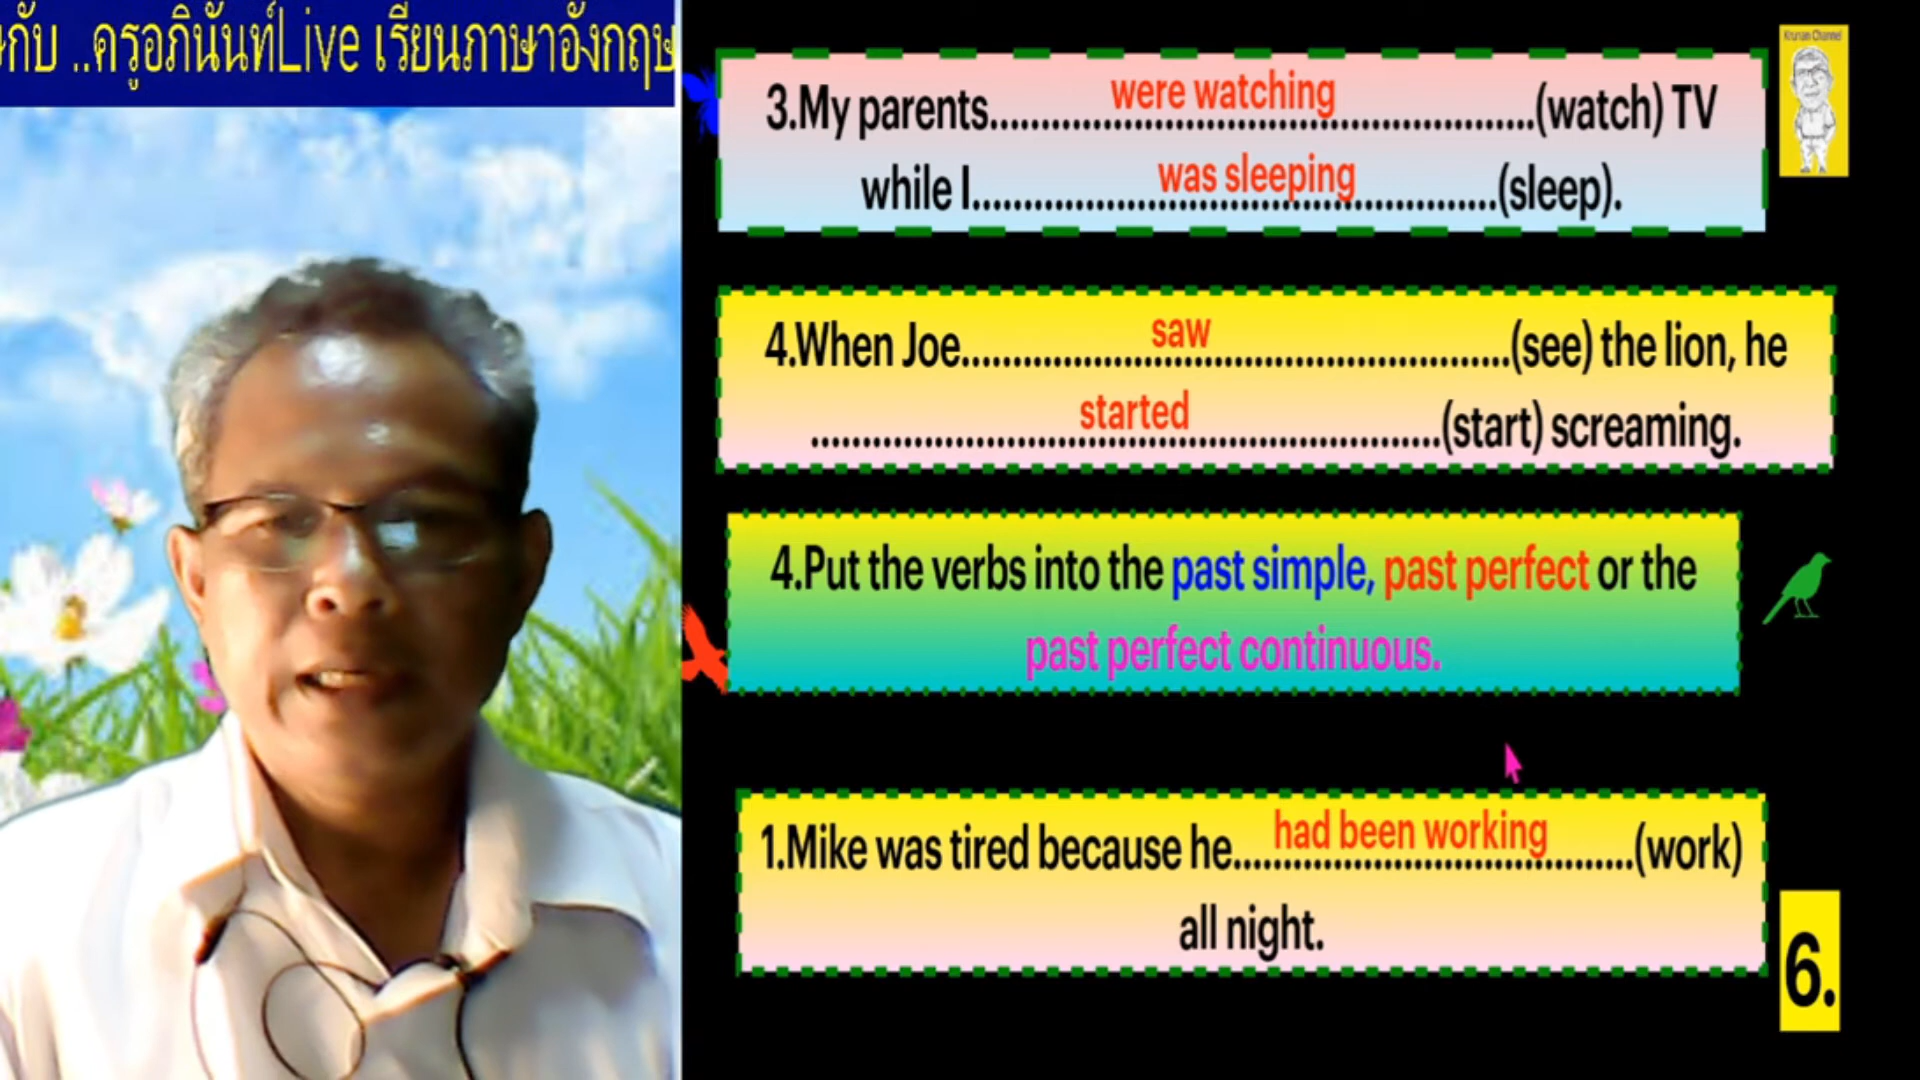 กับ ..ครูอภินันท์Live เรียนภาษาอังกฤษ
Krunan Channel
3.My parents..........were watching..........(watch) TV
while I..........was sleeping..........(sleep).
4.When Joe..........saw..........(see) the lion, he
..........started..........(start) screaming.
4.Put the verbs into the past simple, past perfect or the
past perfect continuous.
1.Mike was tired because he..........had been working..........(work)
all night.
6.